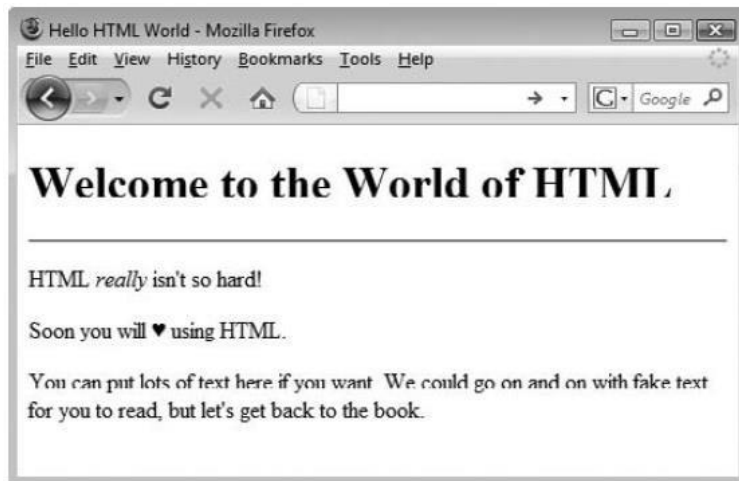 Hello HTML World - Mozilla Firefox
File Edit View History Bookmarks Tools Help
C Google
Welcome to the World of HTML
HTML really isn't so hard!
Soon you will ♥ using HTML.
You can put lots of text here if you want. We could go on and on with fake text
for you to read, but let's get back to the book.